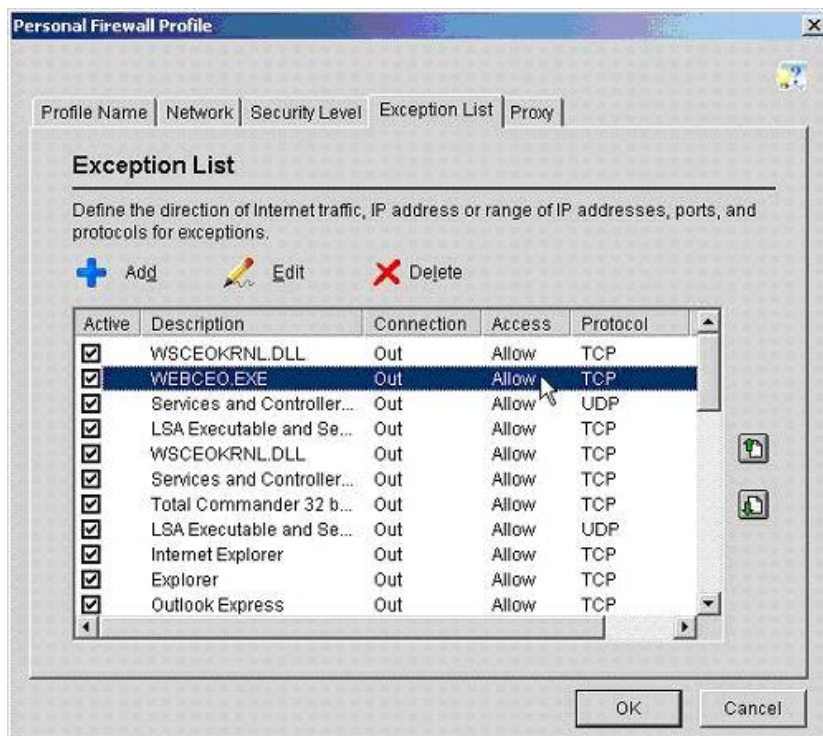 Personal Firewall Profile
Profile Name Network Security Level Exception List Proxy
Exception List
Define the direction of Internet traffic, IP address or range of IP addresses, ports, and
protocols for exceptions.
Add Edit Delete
Active Description Connection Access Protocol
WSCEOKRNL.DLL Out Allow TCP
WEBCEO.EXE Out Allow TCP
Services and Controller... Out Allow UDP
LSA Executable and Se... Out Allow TCP
WSCEOKRNL.DLL Out Allow TCP
Services and Controller... Out Allow TCP
Total Commander 32 b... Out Allow TCP
LSA Executable and Se... Out Allow UDP
Internet Explorer Out Allow TCP
Explorer Out Allow TCP
Outlook Express Out Allow TCP
OK Cancel